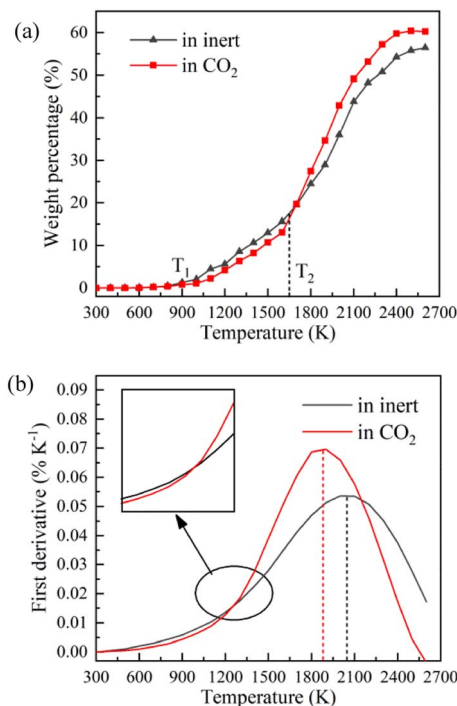 (a)
in inert
in CO₂
Weight percentage (%)
60
50
40
30
20
10
0
T₁
T₂
300 600 900 1200 1500 1800 2100 2400 2700
Temperature (K)
(b)
in inert
in CO₂
First derivative (% K⁻¹)
0.09
0.08
0.07
0.06
0.05
0.04
0.03
0.02
0.01
0.00
300 600 900 1200 1500 1800 2100 2400 2700
Temperature (K)